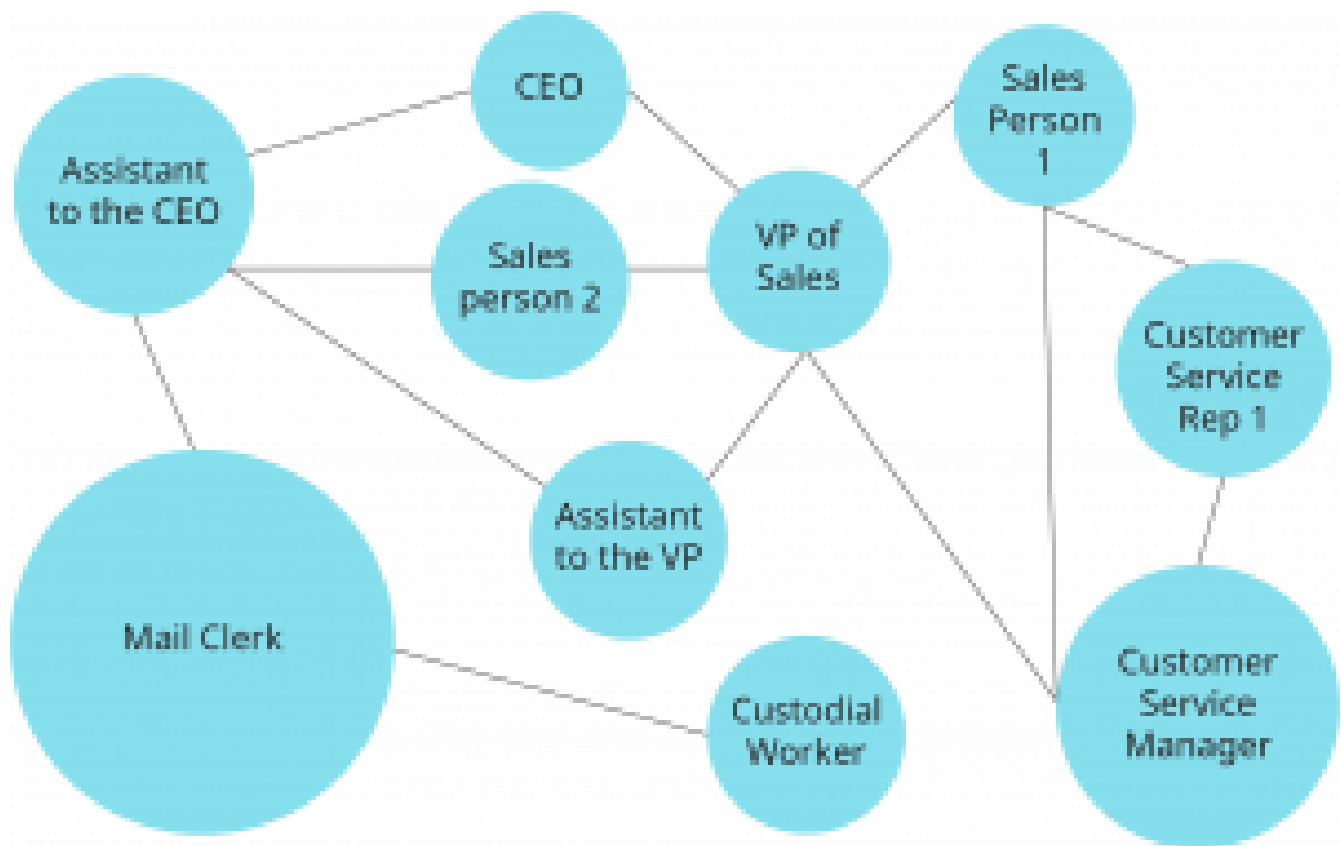 CEO
Sales
Person
1
Assistant
to the CEO
Sales
person 2
VP of
Sales
Customer
Service
Rep 1
Assistant
to the VP
Mail Clerk
Custodial
Worker
Customer
Service
Manager